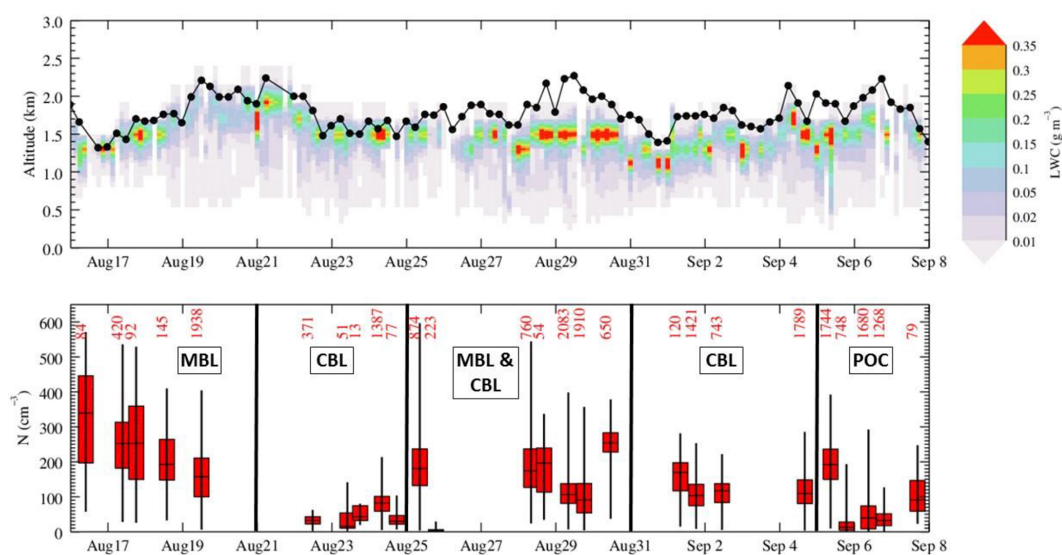 3.0
2.5
2.0
1.5
1.0
0.5
0.0
Altitude (km)
Aug17 Aug19 Aug21 Aug23 Aug25 Aug27 Aug29 Aug31 Sep 2 Sep 4 Sep 6 Sep 8
0.35
0.3
0.25
0.2
0.15
0.1
0.05
0.02
0.01
LWC (g m⁻³)
600
500
400
300
200
100
0
N (cm⁻³)
84 420 92 145 1938 371 51 13 1387 77 874 223 760 54 2083 1910 650 120 1421 743 1789 1744 748 1680 1268 79
MBL
CBL
MBL &
CBL
CBL
POC
Aug17 Aug19 Aug21 Aug23 Aug25 Aug27 Aug29 Aug31 Sep 2 Sep 4 Sep 6 Sep 8